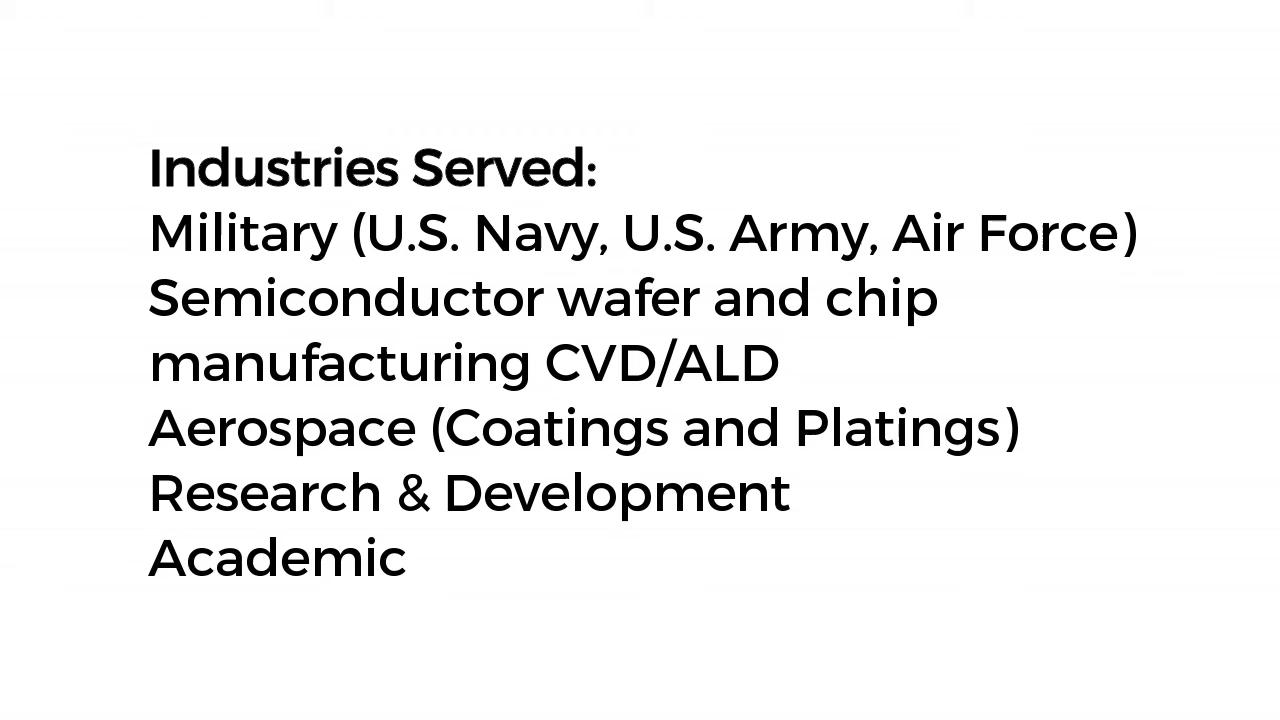 Industries Served:
Military (U.S. Navy, U.S. Army, Air Force)
Semiconductor wafer and chip
manufacturing CVD/ALD
Aerospace (Coatings and Platings)
Research & Development
Academic